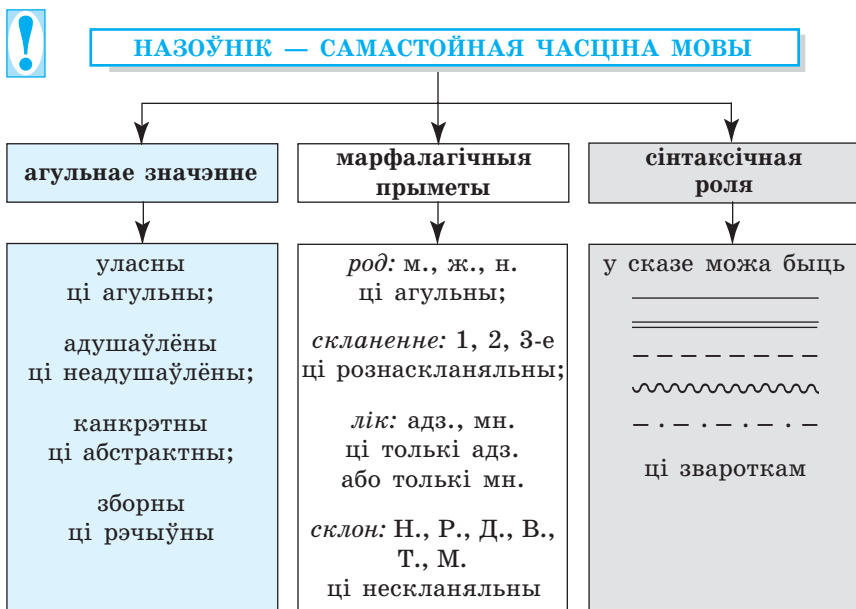 !
НАЗОЎНІК — САМАСТОЙНАЯ ЧАСЦІНА МОВЫ
агульнае значэнне
марфалагічныя
прыметы
сінтаксічная
роля
уласны
ці агульны;
адушаўлёны
ці неадушаўлёны;
канкрэтны
ці абстрактны;
зборны
ці рэчыўны
род: м., ж., н.
ці агульны;
скланенне: 1, 2, 3-е
ці рознаскланяльны;
лік: адз., мн.
ці толькі адз.
або толькі мн.
склон: Н., Р., Д., В.,
Т., М.
ці нескланяльны
у сказе можа быць
ці звароткам